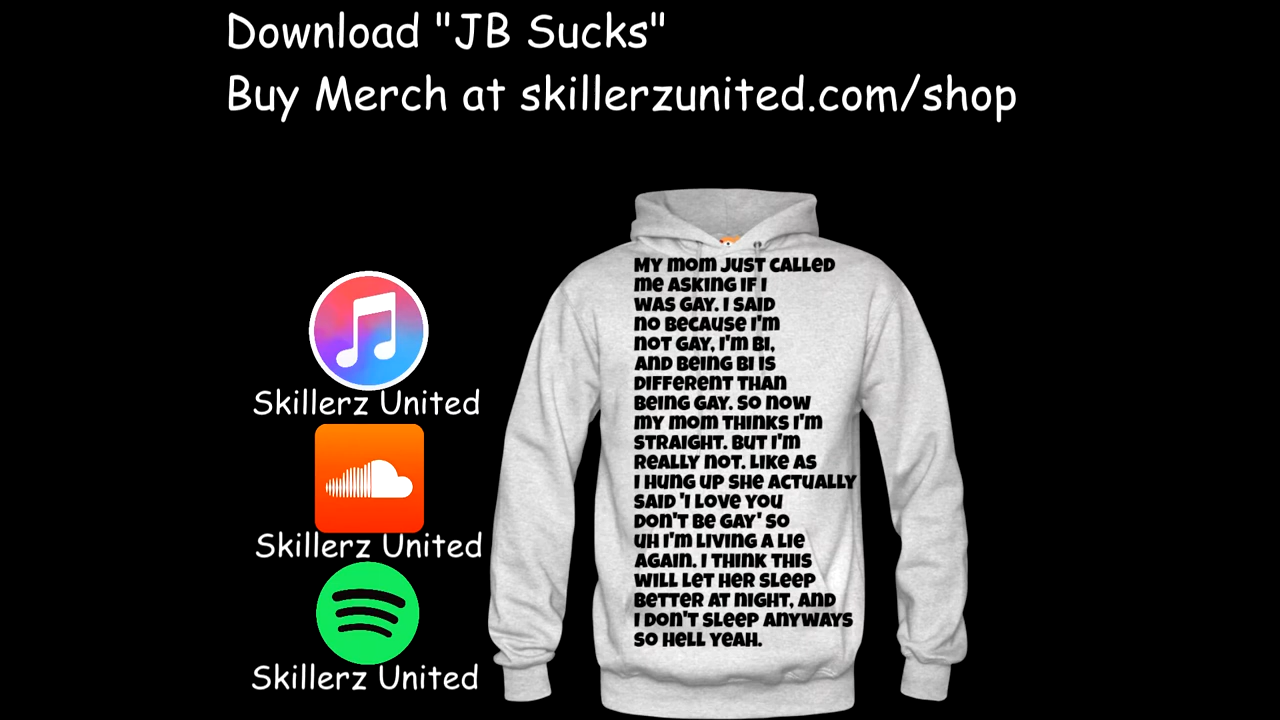 Download "JB Sucks"
Buy Merch at skillerzunited.com/shop
Skillerz United
Skillerz United
Skillerz United
My mom just called
me asking if I
was gay. I said
no because I'm
not gay, I'm bi,
and being bi is
different than
being gay. So now
my mom thinks I'm
straight. But I'm
really not. Like as
I hung up she actually
said 'I love you
don't be gay' so
uh I'm living a lie
again. I think this
will let her sleep
better at night, and
I don't sleep anyways
so hell yeah.